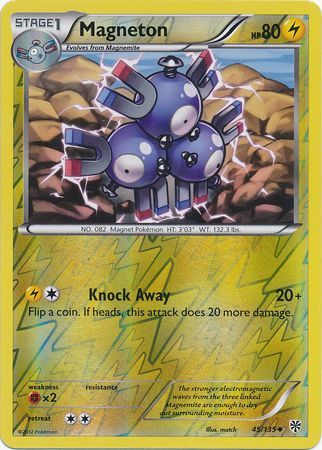 STAGE1
Magneton
HP80
Evolves from Magnemite
NO. 082 Magnet Pokémon HT: 3'03" WT: 132.3 lbs.
Knock Away 20+
Flip a coin. If heads, this attack does 20 more damage.
weakness resistance
×2
retreat
The stronger electromagnetic
waves from the three linked
Magnemite are enough to dry
out surrounding moisture.
©2012 Pokémon
Illus. match
45/135